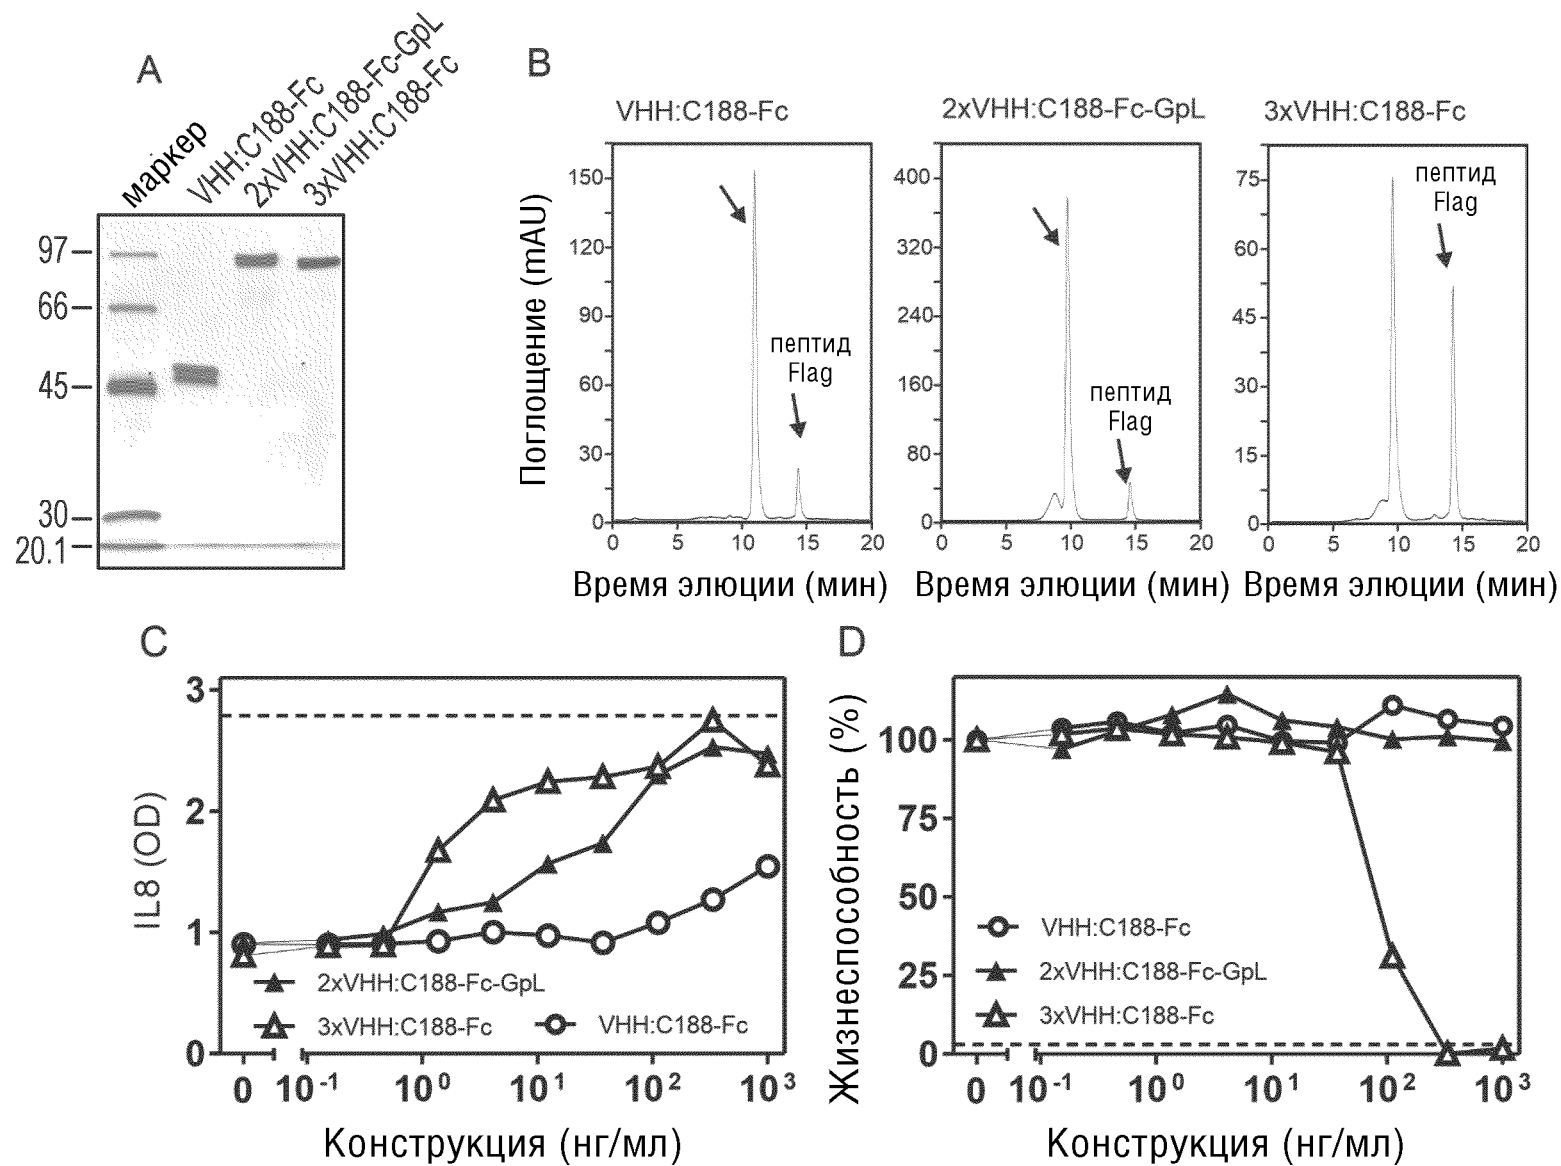 A
маркер
VHH:C188-Fc
2xVHH:C188-Fc-GpL
3xVHH:C188-Fc
97
66
45
30
20.1
B
VHH:C188-Fc
2xVHH:C188-Fc-GpL
3xVHH:C188-Fc
Поглощение (mAU)
150
120
90
60
30
0
пептид
Flag
0 5 10 15 20
Время элюции (мин)
400
320
240
160
80
0
пептид
Flag
0 5 10 15 20
Время элюции (мин)
75
60
45
30
15
0
пептид
Flag
0 5 10 15 20
Время элюции (мин)
C
IL8 (OD)
3
2
1
0
2xVHH:C188-Fc-GpL
3xVHH:C188-Fc
VHH:C188-Fc
0 10⁻¹ 10⁰ 10¹ 10² 10³
Конструкция (нг/мл)
D
Жизнеспособность (%)
100
75
50
25
0
VHH:C188-Fc
2xVHH:C188-Fc-GpL
3xVHH:C188-Fc
0 10⁻¹ 10⁰ 10¹ 10² 10³
Конструкция (нг/мл)